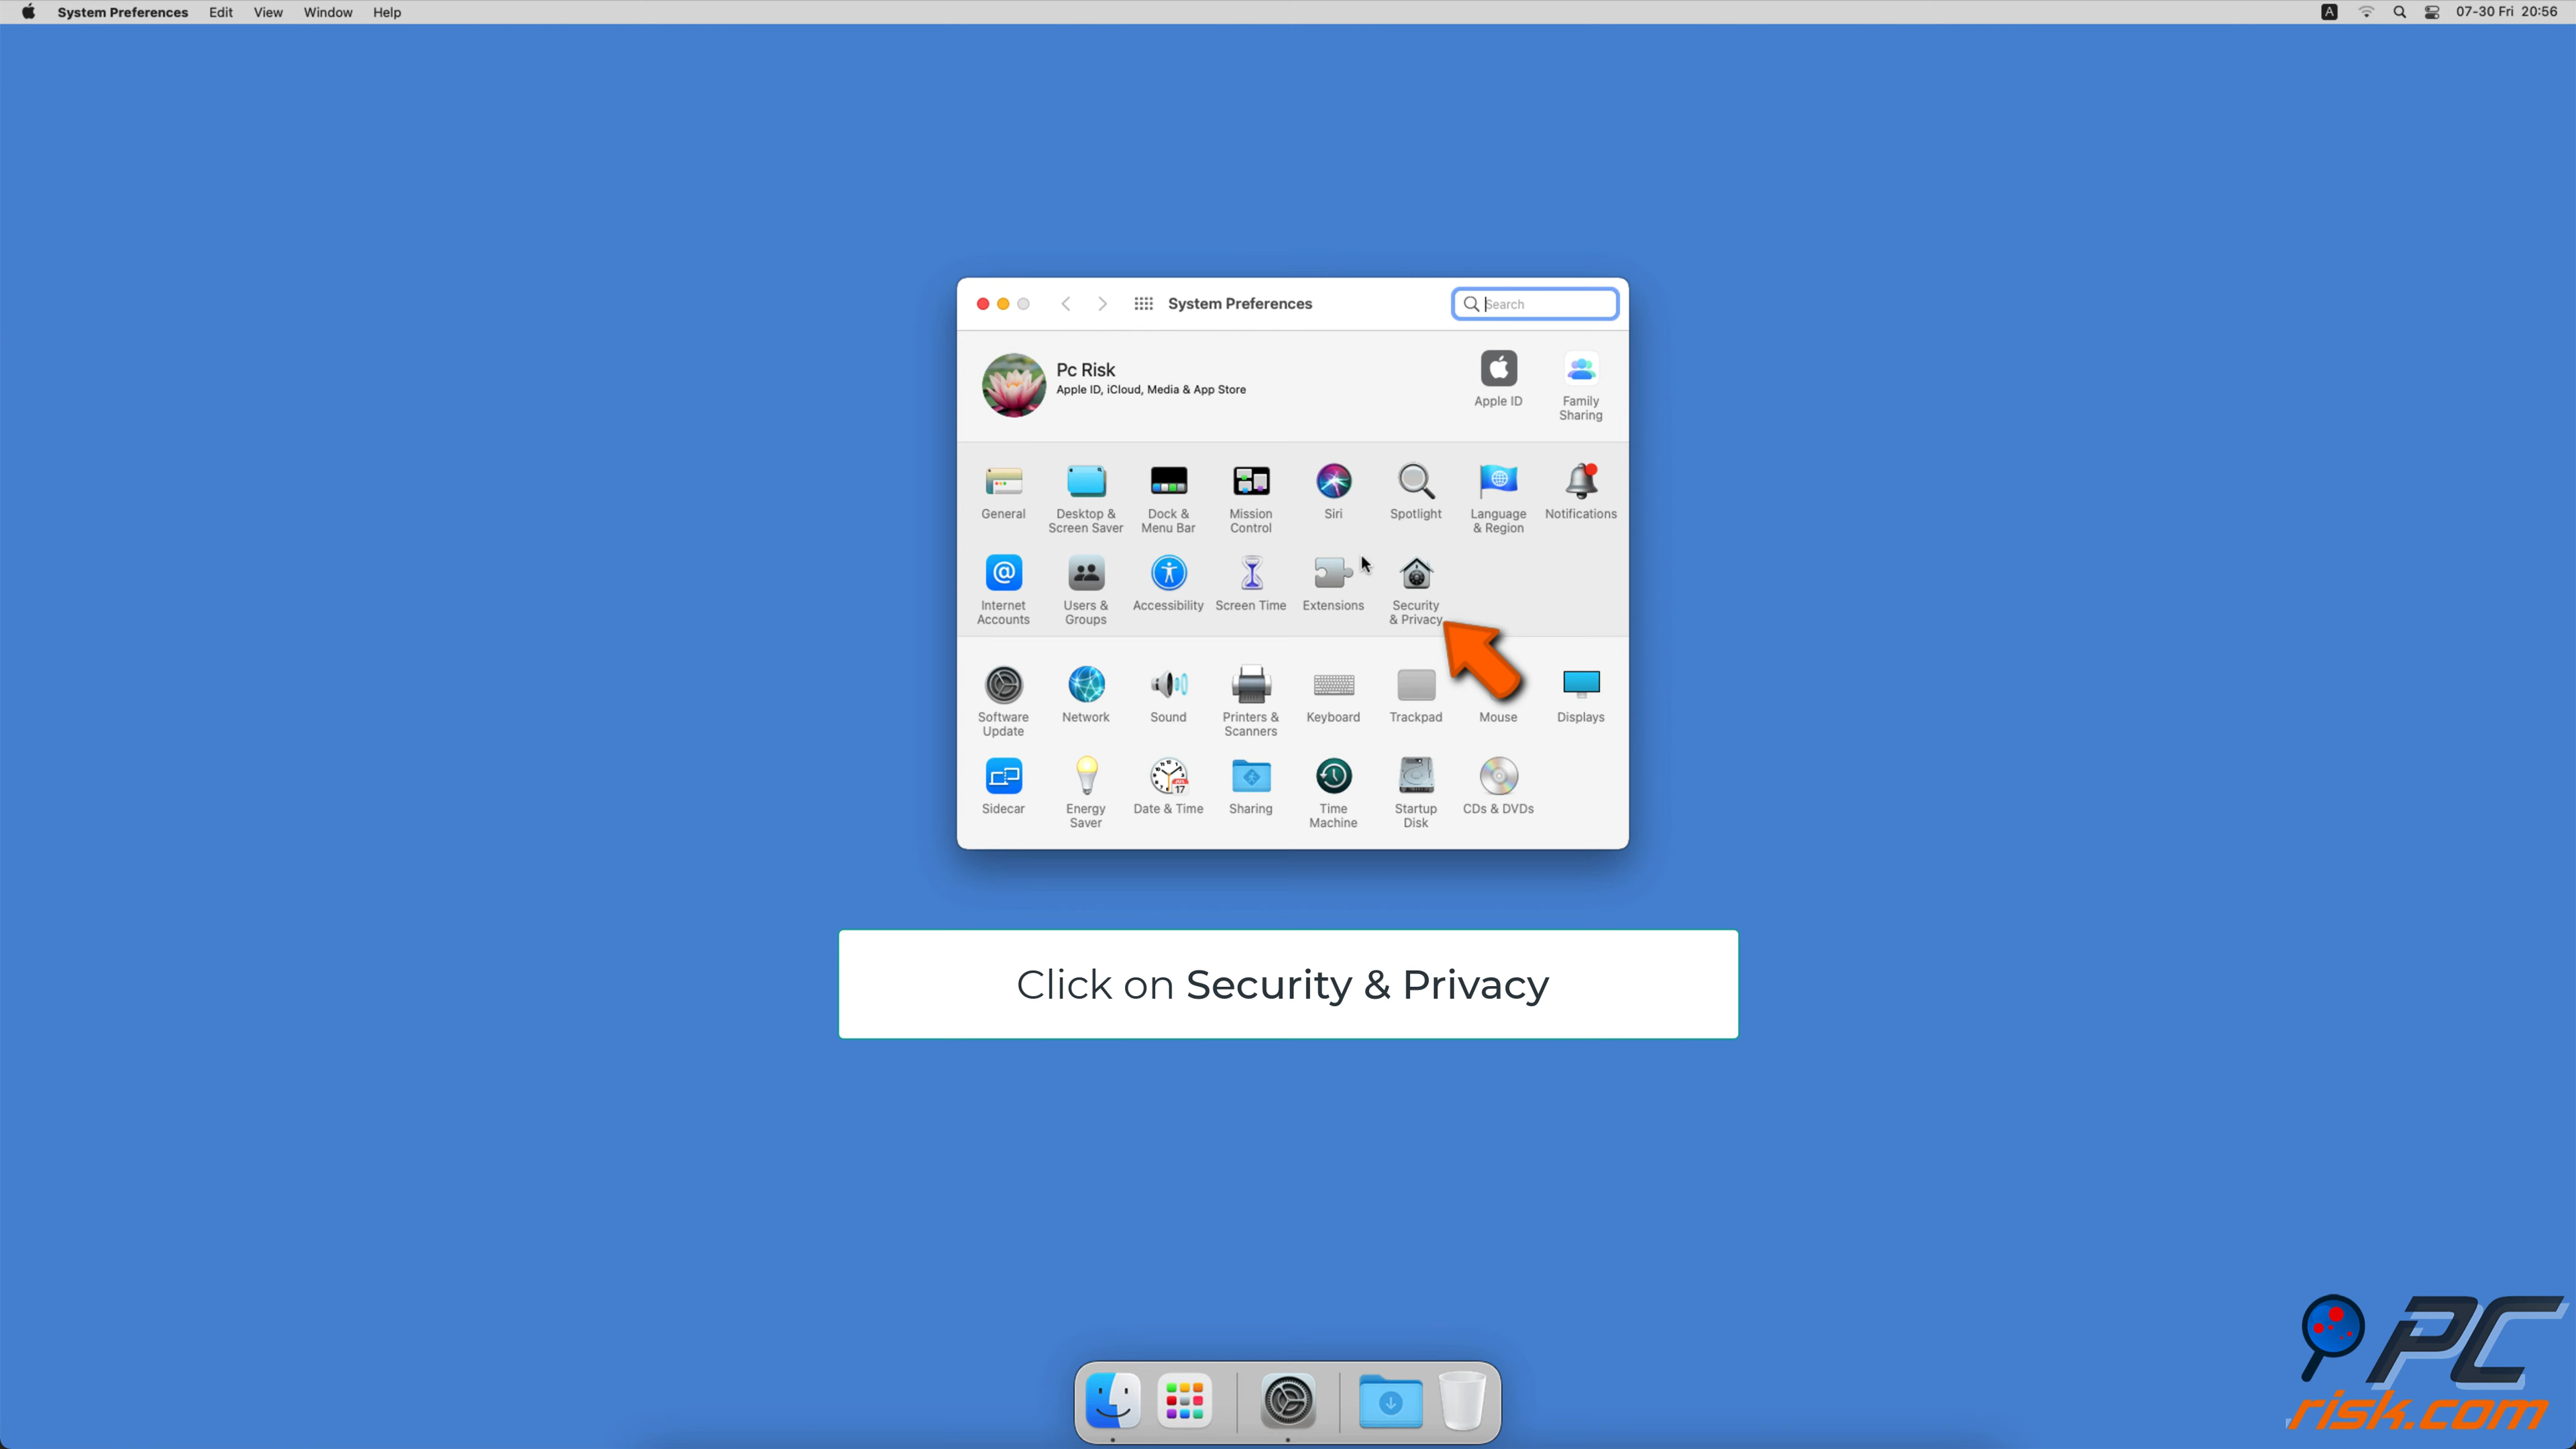 System Preferences Edit View Window Help A 07-30 Fri 20:56
System Preferences Search
Pc Risk
Apple ID, iCloud, Media & App Store
Apple ID
Family
Sharing
General
Desktop &
Screen Saver
Dock &
Menu Bar
Mission
Control
Siri
Spotlight
Language
& Region
Notifications
Internet
Accounts
Users &
Groups
Accessibility
Screen Time
Extensions
Security
& Privacy
Software
Update
Network
Sound
Printers &
Scanners
Keyboard
Trackpad
Mouse
Displays
Sidecar
Energy
Saver
JUL
17
Date & Time
Sharing
Time
Machine
Startup
Disk
CDs & DVDs
Click on Security & Privacy
PC
risk.com